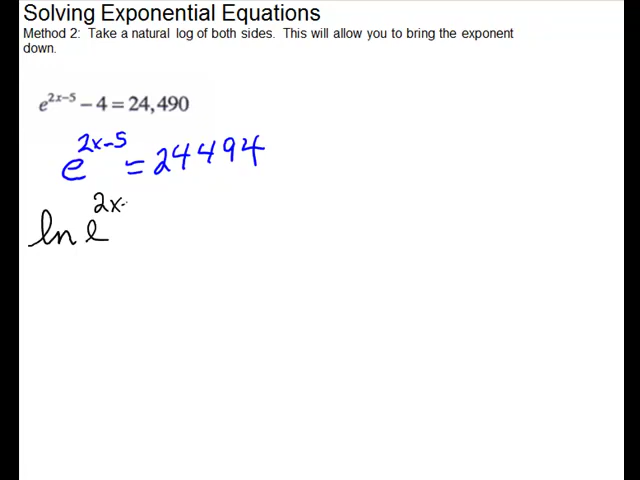 Solving Exponential Equations
Method 2: Take a natural log of both sides. This will allow you to bring the exponent
down.
e^{2x-5} - 4 = 24,490
e^{2x-5} = 24494
ln e^{2x-}